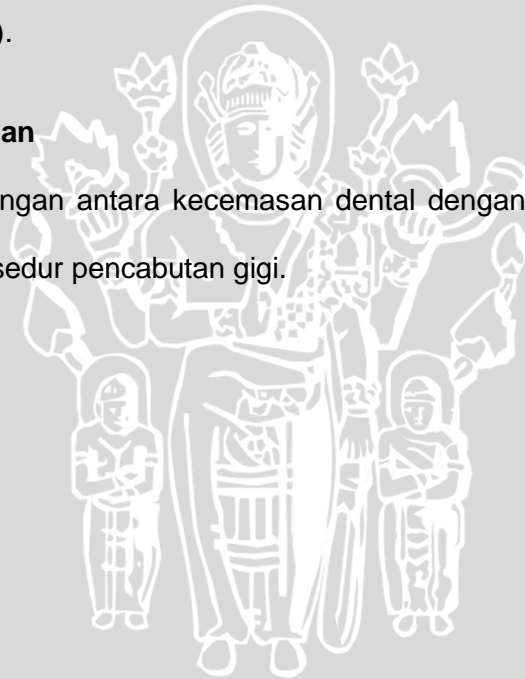 ).
an
ngan antara kecemasan dental dengan
sedur pencabutan gigi.